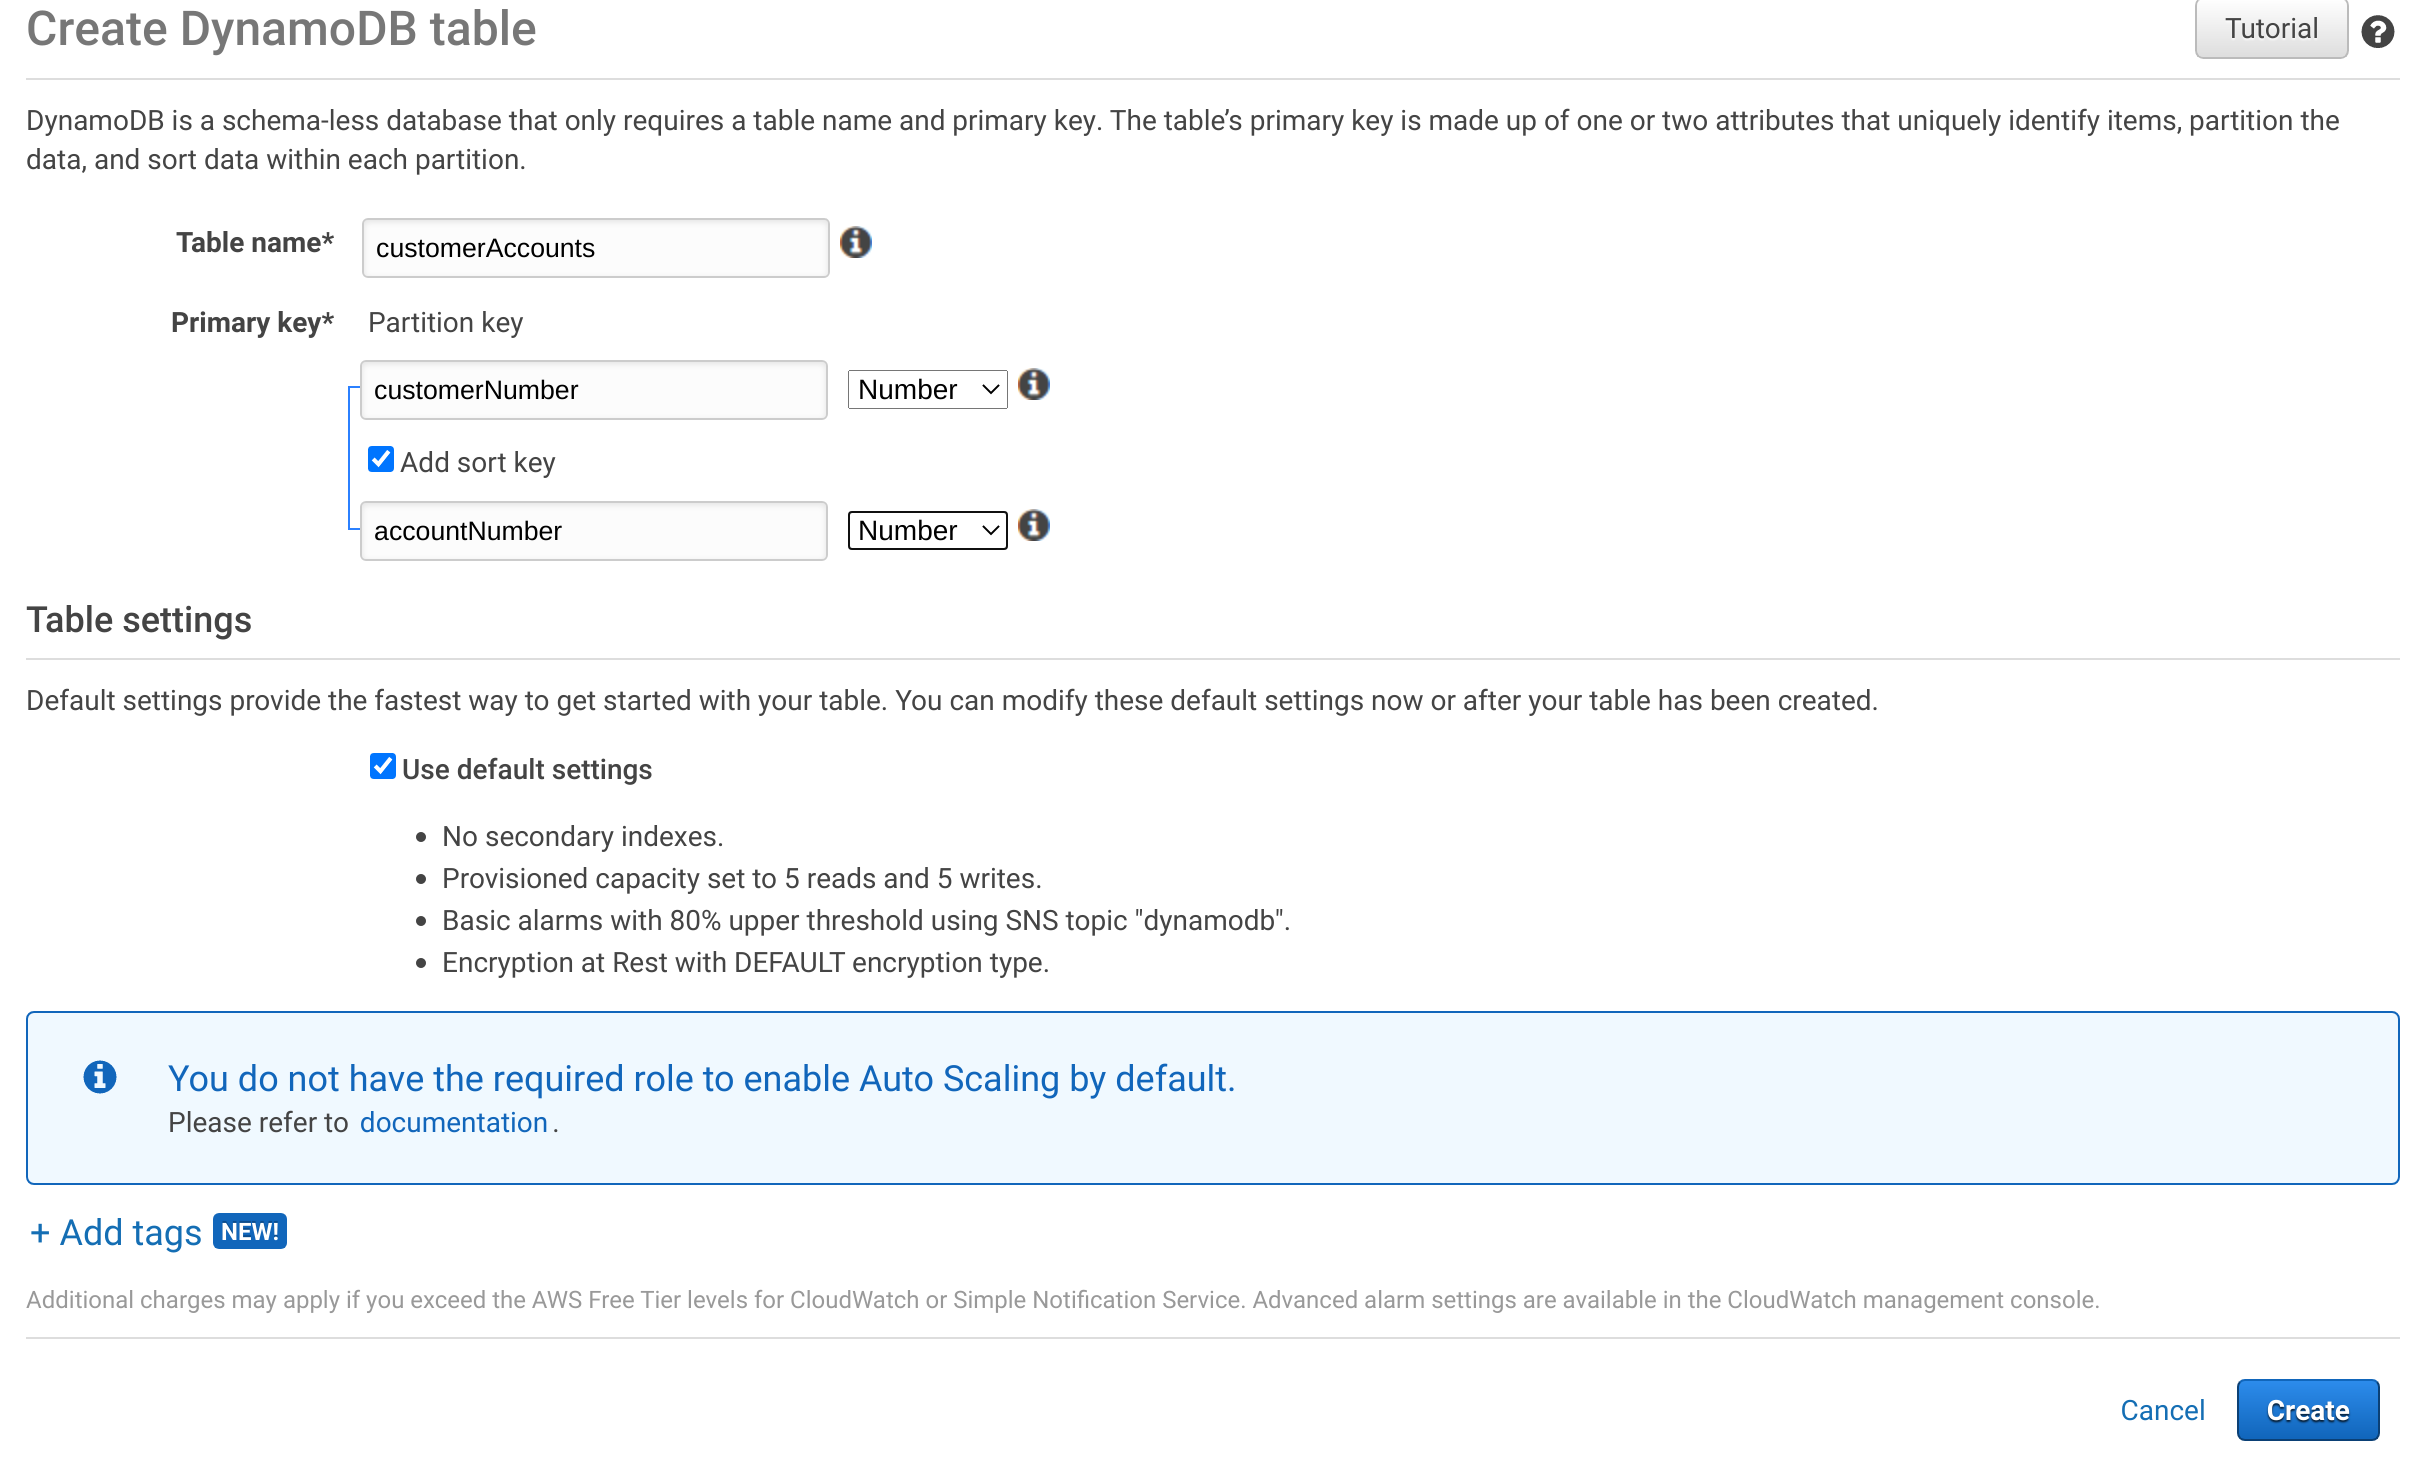 Create DynamoDB table
Tutorial
DynamoDB is a schema-less database that only requires a table name and primary key. The table’s primary key is made up of one or two attributes that uniquely identify items, partition the
data, and sort data within each partition.
Table name*
customerAccounts
Primary key*
Partition key
customerNumber
Number
Add sort key
accountNumber
Number
Table settings
Default settings provide the fastest way to get started with your table. You can modify these default settings now or after your table has been created.
Use default settings
No secondary indexes.
Provisioned capacity set to 5 reads and 5 writes.
Basic alarms with 80% upper threshold using SNS topic "dynamodb".
Encryption at Rest with DEFAULT encryption type.
You do not have the required role to enable Auto Scaling by default.
Please refer to documentation .
+ Add tags NEW!
Additional charges may apply if you exceed the AWS Free Tier levels for CloudWatch or Simple Notification Service. Advanced alarm settings are available in the CloudWatch management console.
Cancel
Create